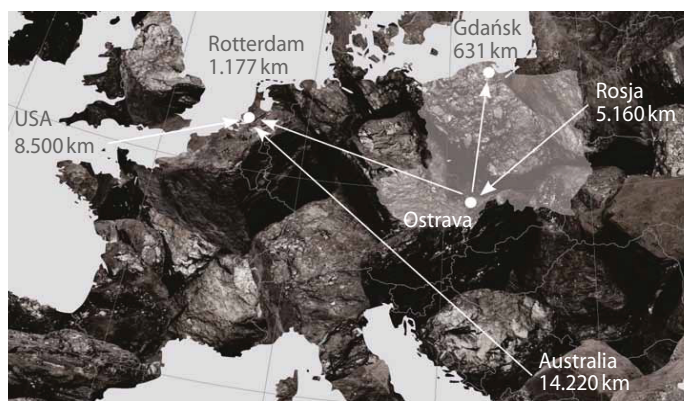 Gdańsk
631 km
Rotterdam
1.177 km
Rosja
5.160 km
USA
8.500 km
Ostrava
Australia
14.220 km